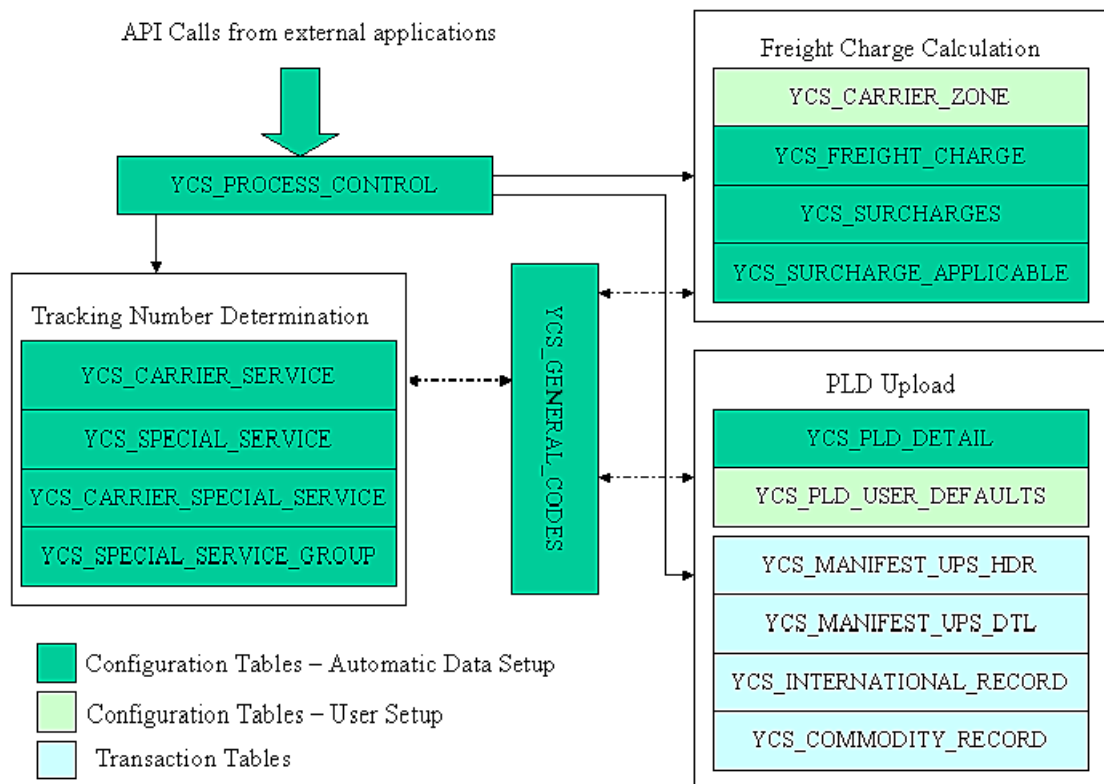 API Calls from external applications
YCS_PROCESS_CONTROL
Freight Charge Calculation
YCS_CARRIER_ZONE
YCS_FREIGHT_CHARGE
YCS_SURCHARGES
YCS_SURCHARGE_APPLICABLE
Tracking Number Determination
YCS_CARRIER_SERVICE
YCS_SPECIAL_SERVICE
YCS_CARRIER_SPECIAL_SERVICE
YCS_SPECIAL_SERVICE_GROUP
YCS_GENERAL_CODES
PLD Upload
YCS_PLD_DETAIL
YCS_PLD_USER_DEFAULTS
YCS_MANIFEST_UPS_HDR
YCS_MANIFEST_UPS_DTL
YCS_INTERNATIONAL_RECORD
YCS_COMMODITY_RECORD
Configuration Tables – Automatic Data Setup
Configuration Tables – User Setup
Transaction Tables